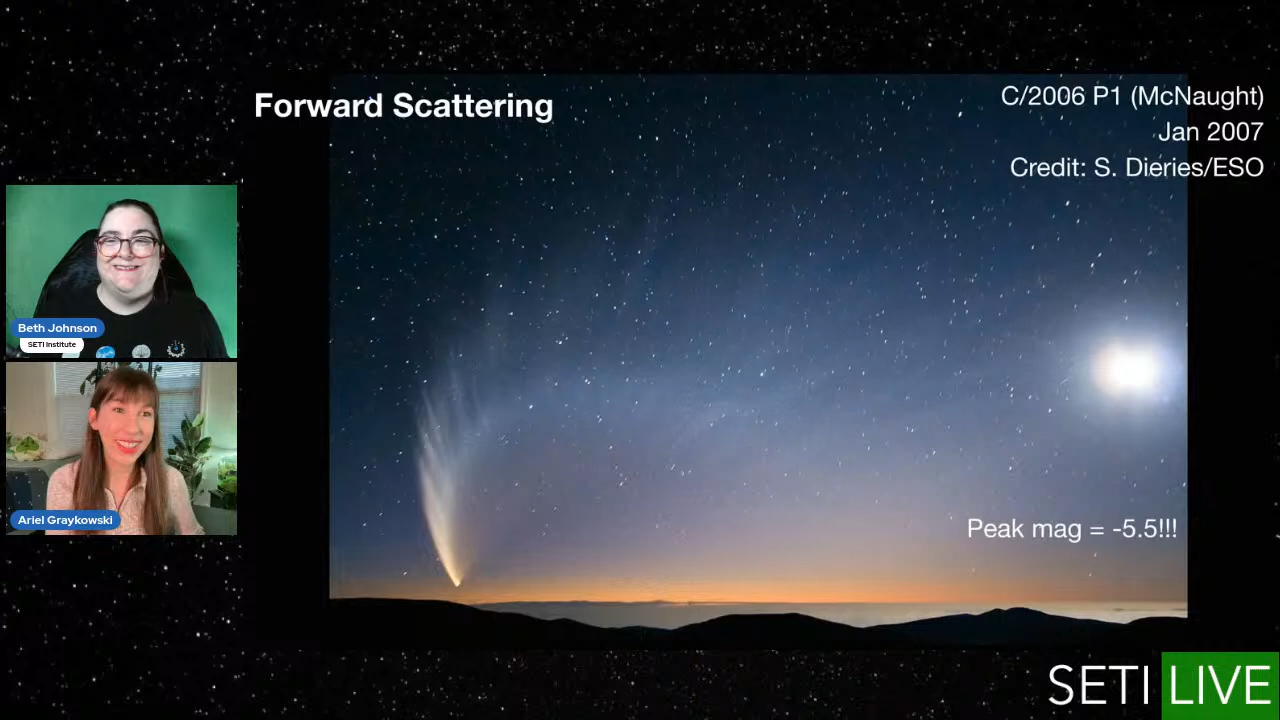 Forward Scattering
C/2006 P1 (McNaught)
Jan 2007
Credit: S. Dieries/ESO
Beth Johnson
SETI Institute
Ariel Graykowski
Peak mag = -5.5!!!
SETI LIVE